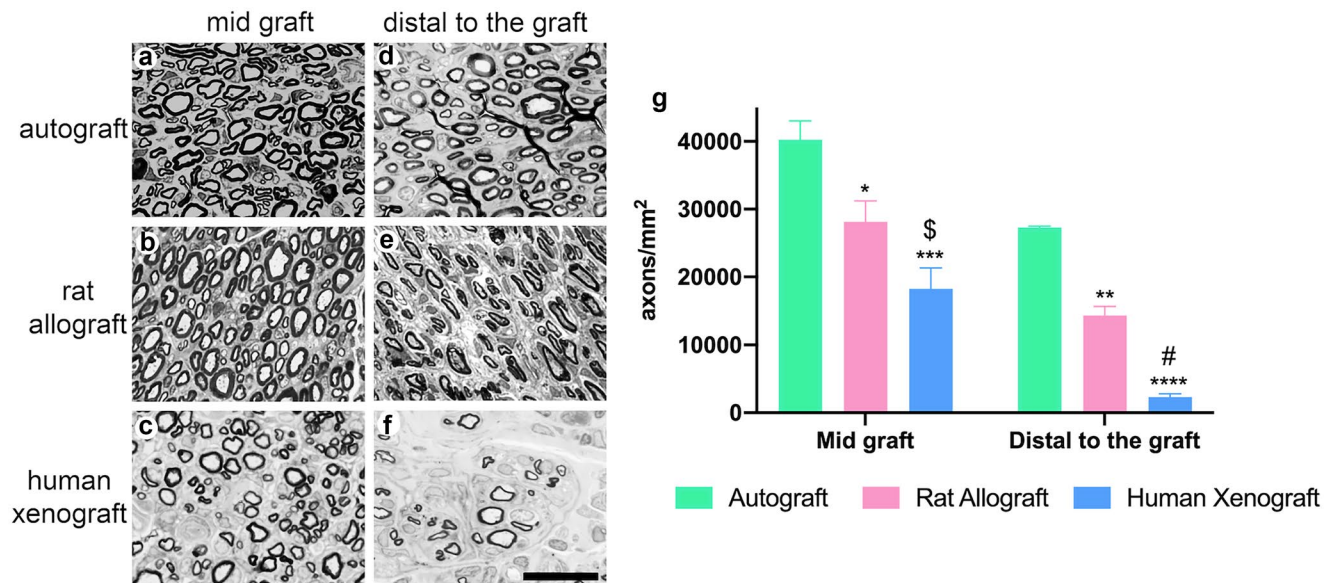 mid graft
distal to the graft
a
d
autograft
b
e
rat
allograft
c
f
human
xenograft
g
axons/mm²
40000
30000
20000
10000
0
*
$
***
**
#
****
Mid graft
Distal to the graft
Autograft
Rat Allograft
Human Xenograft